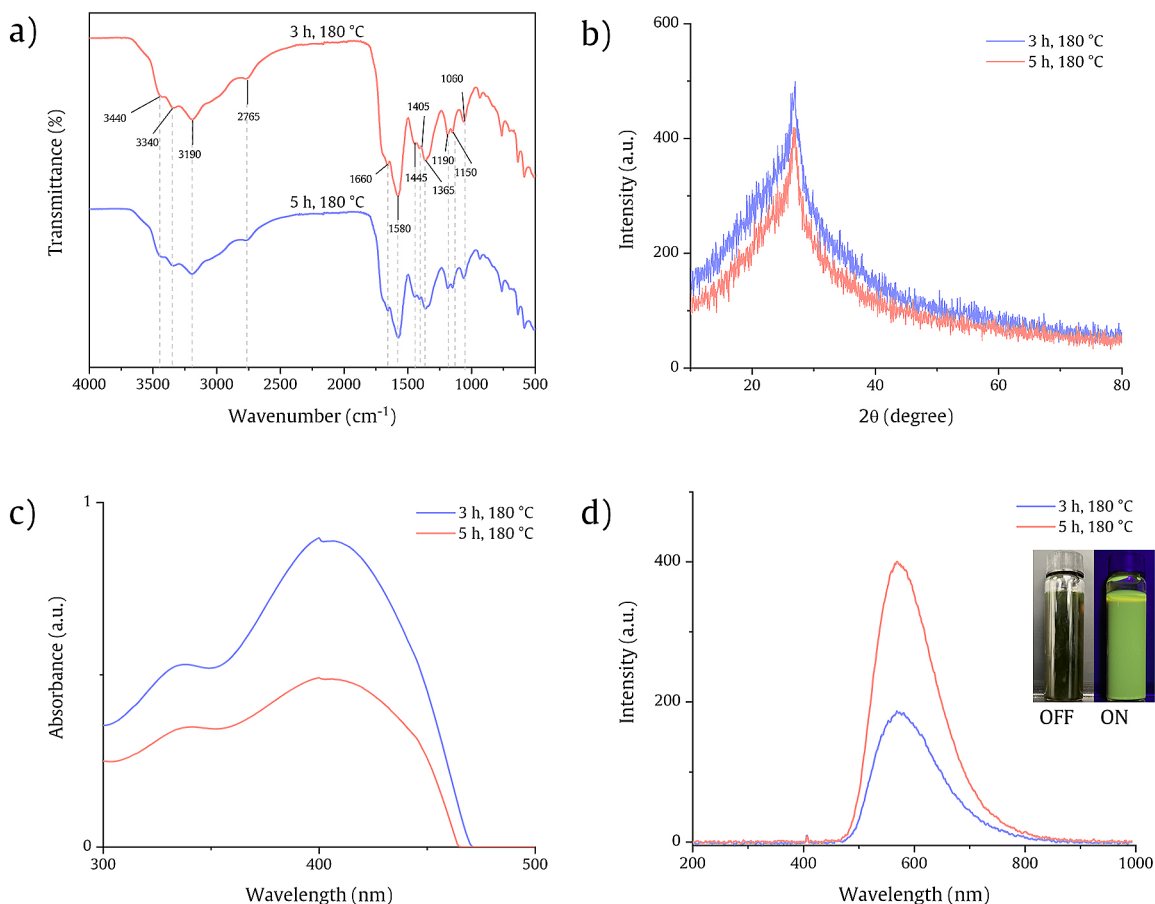 a)
3 h, 180 °C
3440
3340
3190
2765
1660
1580
1445
1405
1365
1190
1150
1060
5 h, 180 °C
Transmittance (%)
4000 3500 3000 2500 2000 1500 1000 500
Wavenumber (cm⁻¹)
b)
3 h, 180 °C
5 h, 180 °C
600
400
200
0
Intensity (a.u.)
20 40 60 80
2θ (degree)
c)
3 h, 180 °C
5 h, 180 °C
1
0
Absorbance (a.u.)
300 400 500
Wavelength (nm)
d)
3 h, 180 °C
5 h, 180 °C
400
200
0
Intensity (a.u.)
OFF ON
200 400 600 800 1000
Wavelength (nm)